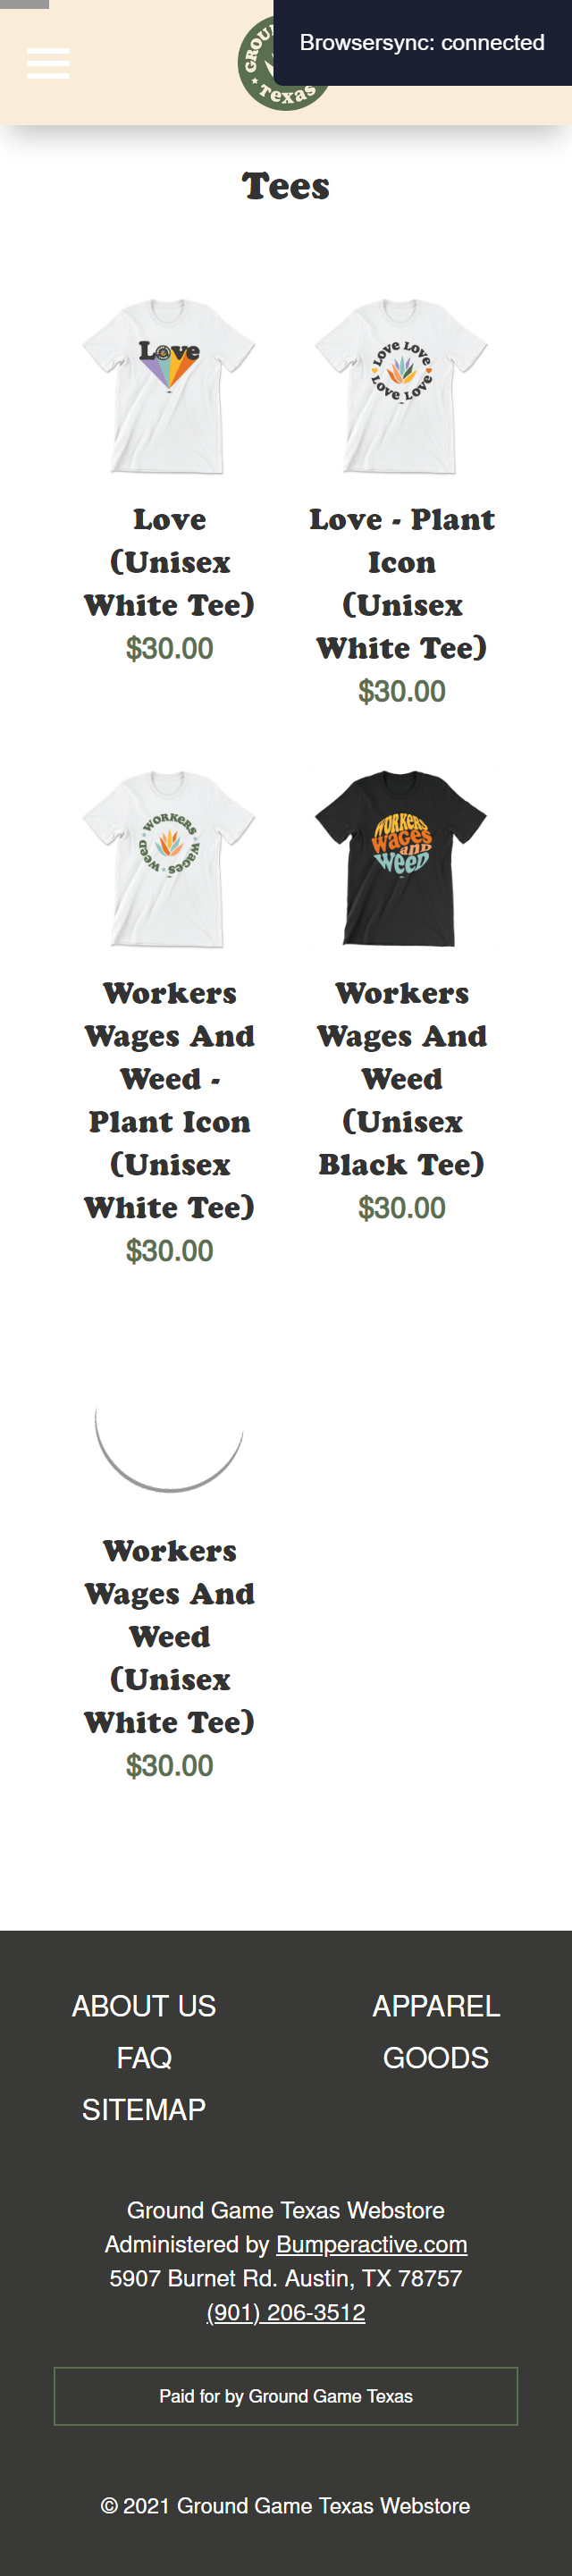 Browsersync: connected
GROUN
Texas
Tees
Love
Love Love
Love Love
Love
(Unisex
White Tee)
$30.00
Love - Plant
Icon
(Unisex
White Tee)
$30.00
WORKERS
Wages
Weed
WORKERS
Wages
and
WEED
Workers
Wages And
Weed -
Plant Icon
(Unisex
White Tee)
$30.00
Workers
Wages And
Weed
(Unisex
Black Tee)
$30.00
Workers
Wages And
Weed
(Unisex
White Tee)
$30.00
ABOUT US
FAQ
SITEMAP
APPAREL
GOODS
Ground Game Texas Webstore
Administered by Bumperactive.com
5907 Burnet Rd. Austin, TX 78757
(901) 206-3512
Paid for by Ground Game Texas
© 2021 Ground Game Texas Webstore